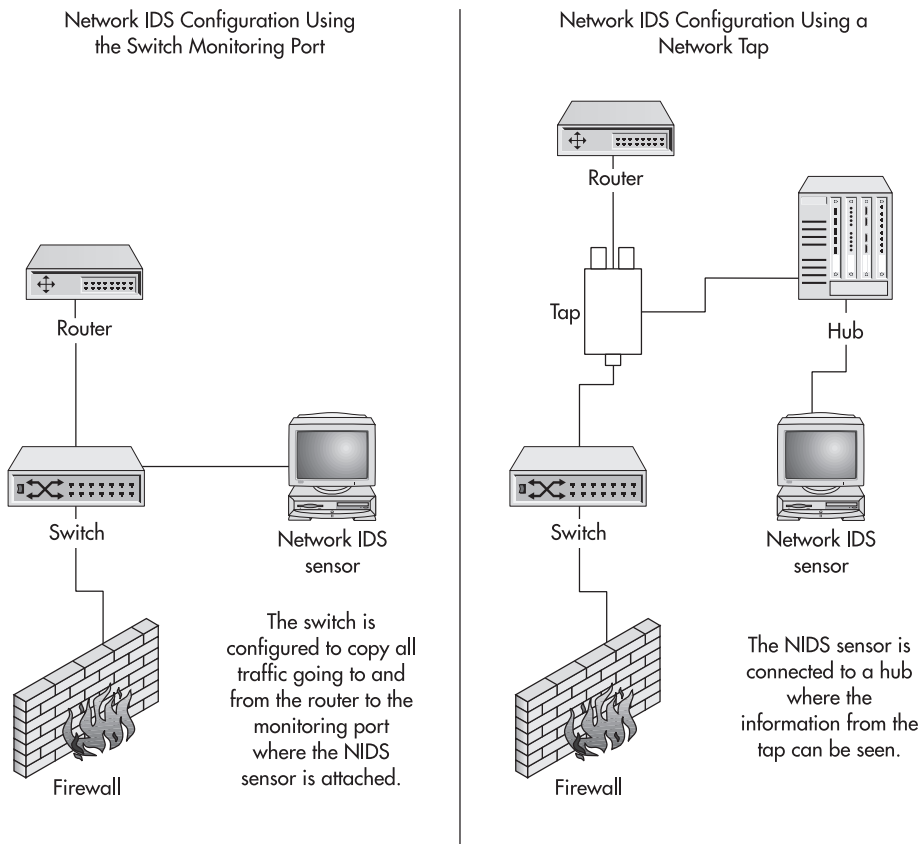 Network IDS Configuration Using
the Switch Monitoring Port
Router
Switch
Network IDS
sensor
The switch is
configured to copy all
traffic going to and
from the router to the
monitoring port
where the NIDS
sensor is attached.
Firewall
Network IDS Configuration Using a
Network Tap
Router
Tap
Hub
Switch
Network IDS
sensor
The NIDS sensor is
connected to a hub
where the
information from the
tap can be seen.
Firewall